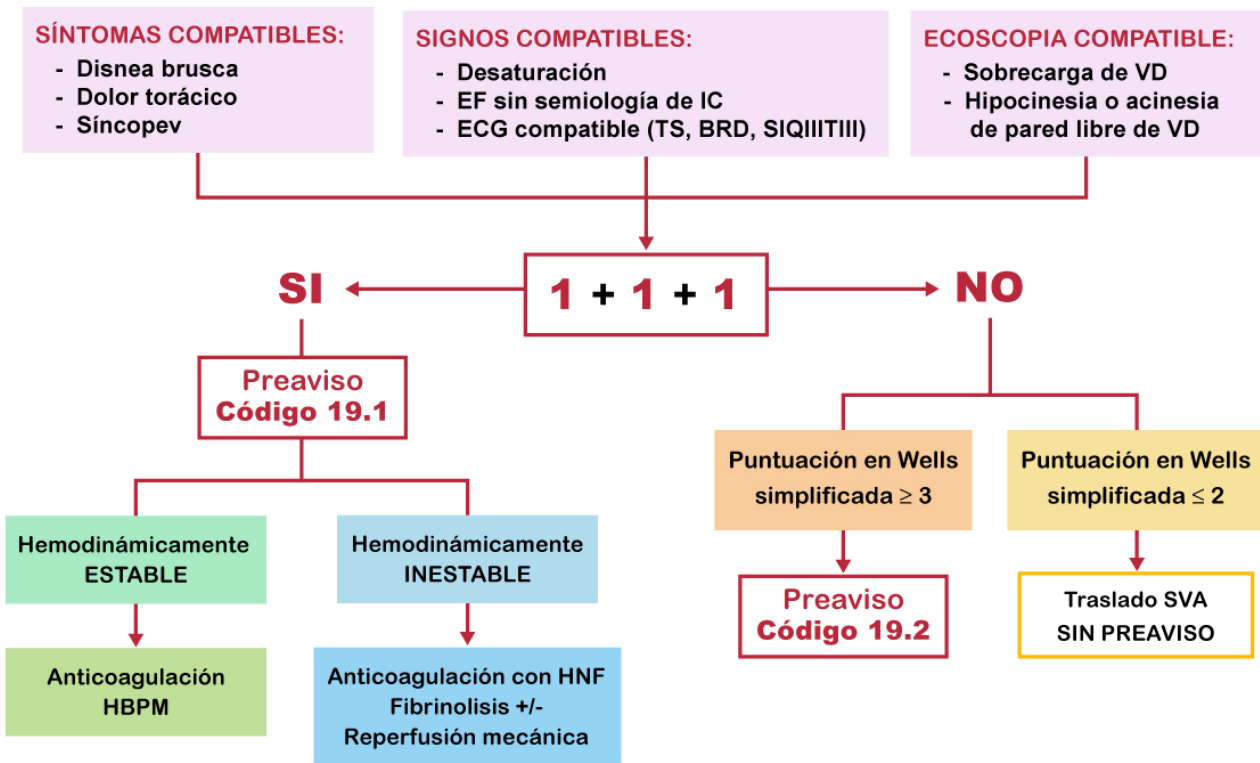 SÍNTOMAS COMPATIBLES:
- Disnea brusca
- Dolor torácico
- Síncopev
SIGNOS COMPATIBLES:
- Desaturación
- EF sin semiología de IC
- ECG compatible (TS, BRD, SIQIIITIII)
ECOSCOPIA COMPATIBLE:
- Sobrecarga de VD
- Hipocinesia o acinesia
de pared libre de VD
SI
1 + 1 + 1
NO
Preaviso
Código 19.1
Puntuación en Wells
simplificada ≥ 3
Puntuación en Wells
simplificada ≤ 2
Hemodinámicamente
ESTABLE
Hemodinámicamente
INESTABLE
Preaviso
Código 19.2
Traslado SVA
SIN PREAVISO
Anticoagulación
HBPM
Anticoagulación con HNF
Fibrinolisis +/-
Reperfusión mecánica